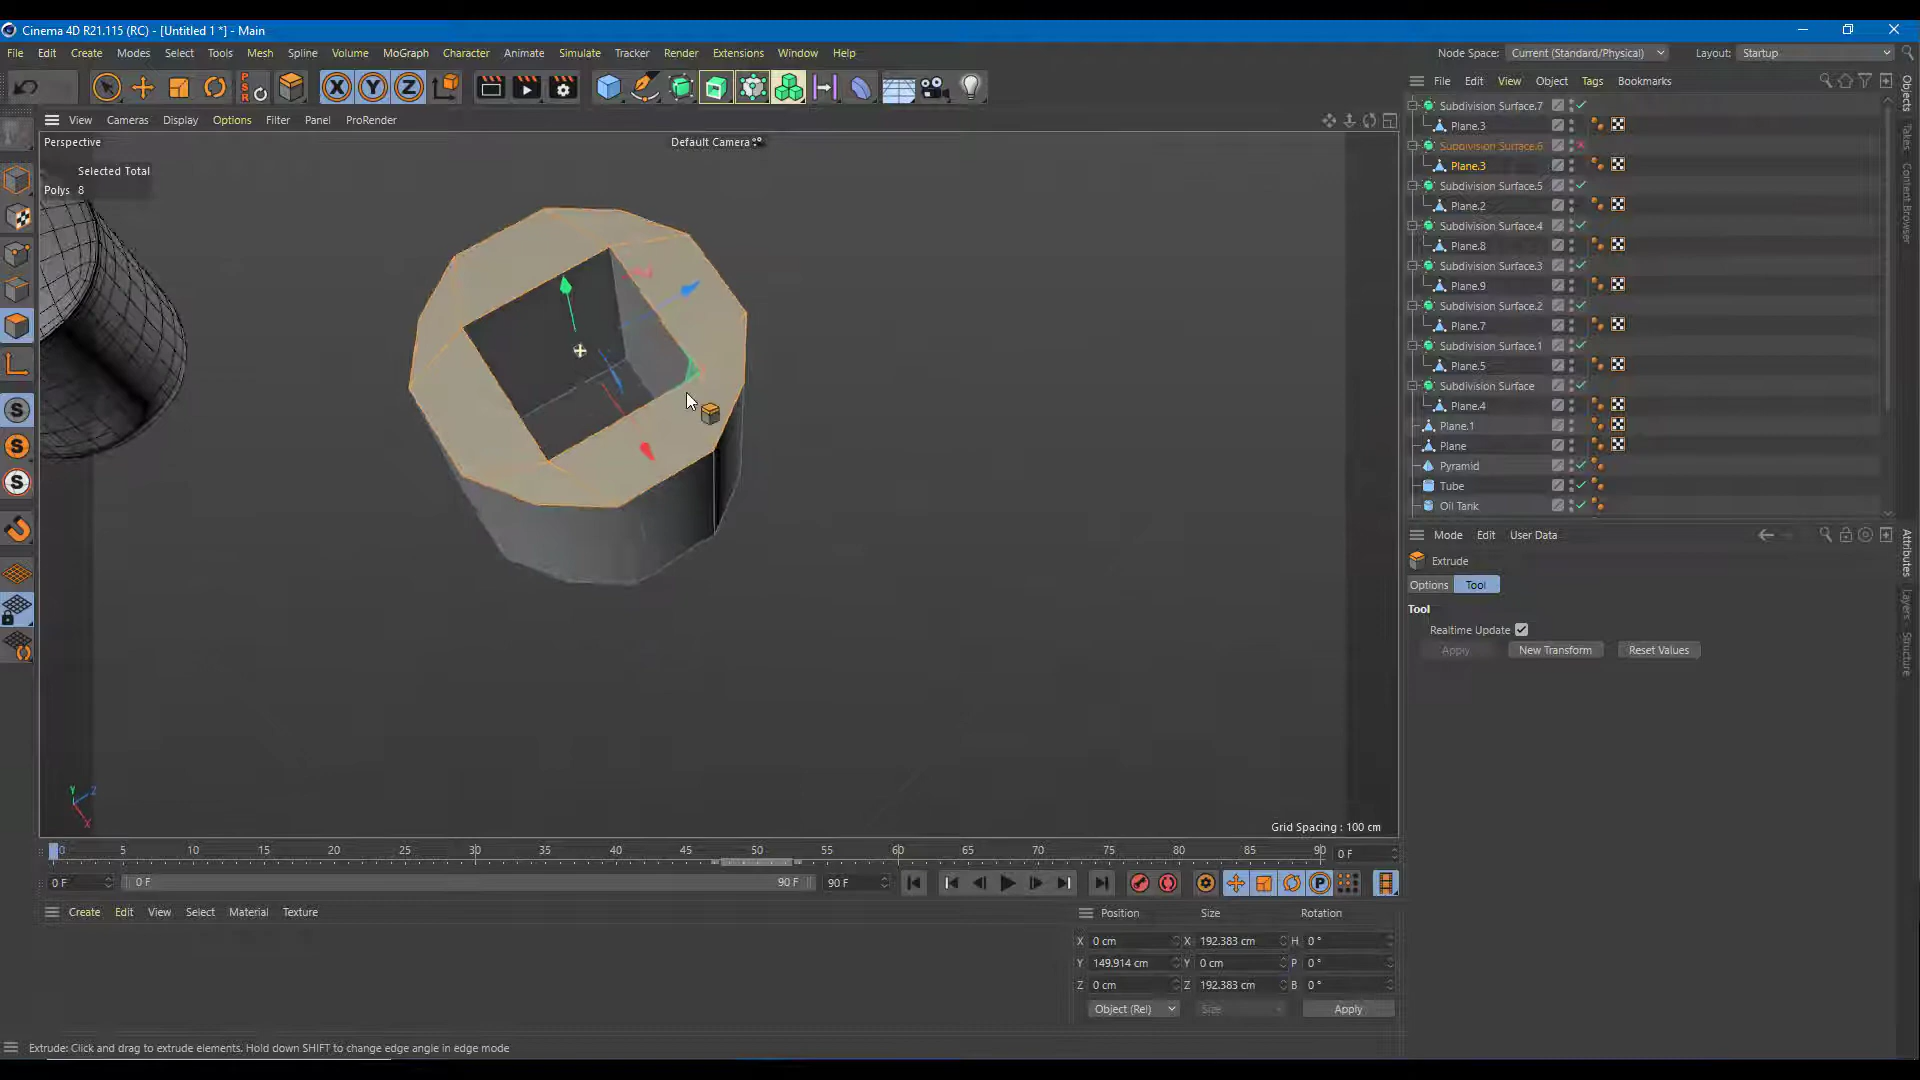 Cinema 4D R21.115 (RC) - [Untitled 1 *] - Main
File Edit Create Modes Select Tools Mesh Spline Volume MoGraph Character Animate Simulate Tracker Render Extensions Window Help
Node Space: Current (Standard/Physical) Layout: Startup
PSR
X Y Z
View Cameras Display Options Filter Panel ProRender
File Edit View Object Tags Bookmarks
Perspective
Default Camera
Selected Total
Polys 8
Subdivision Surface.7
Plane.3
Subdivision Surface.6
Plane.3
Subdivision Surface.5
Plane.2
Subdivision Surface.4
Plane.8
Subdivision Surface.3
Plane.9
Subdivision Surface.2
Plane.7
Subdivision Surface.1
Plane.5
Subdivision Surface
Plane.4
Plane.1
Plane
Pyramid
Tube
Oil Tank
Objects
Takes
Content Browser
Mode Edit User Data
Extrude
Options Tool
Tool
Realtime Update
Apply New Transform Reset Values
Attributes
Layers
Structure
S
S
S
Y
Z
X
Grid Spacing : 100 cm
0 5 10 15 20 25 30 35 40 45 50 55 60 65 70 75 80 85 90 0 F
0 F 0 F 90 F 90 F P
Create Edit View Select Material Texture
Position Size Rotation
X 0 cm X 192.383 cm H 0 °
Y 149.914 cm Y 0 cm P 0 °
Z 0 cm Z 192.383 cm B 0 °
Object (Rel) Size Apply
Extrude: Click and drag to extrude elements. Hold down SHIFT to change edge angle in edge mode